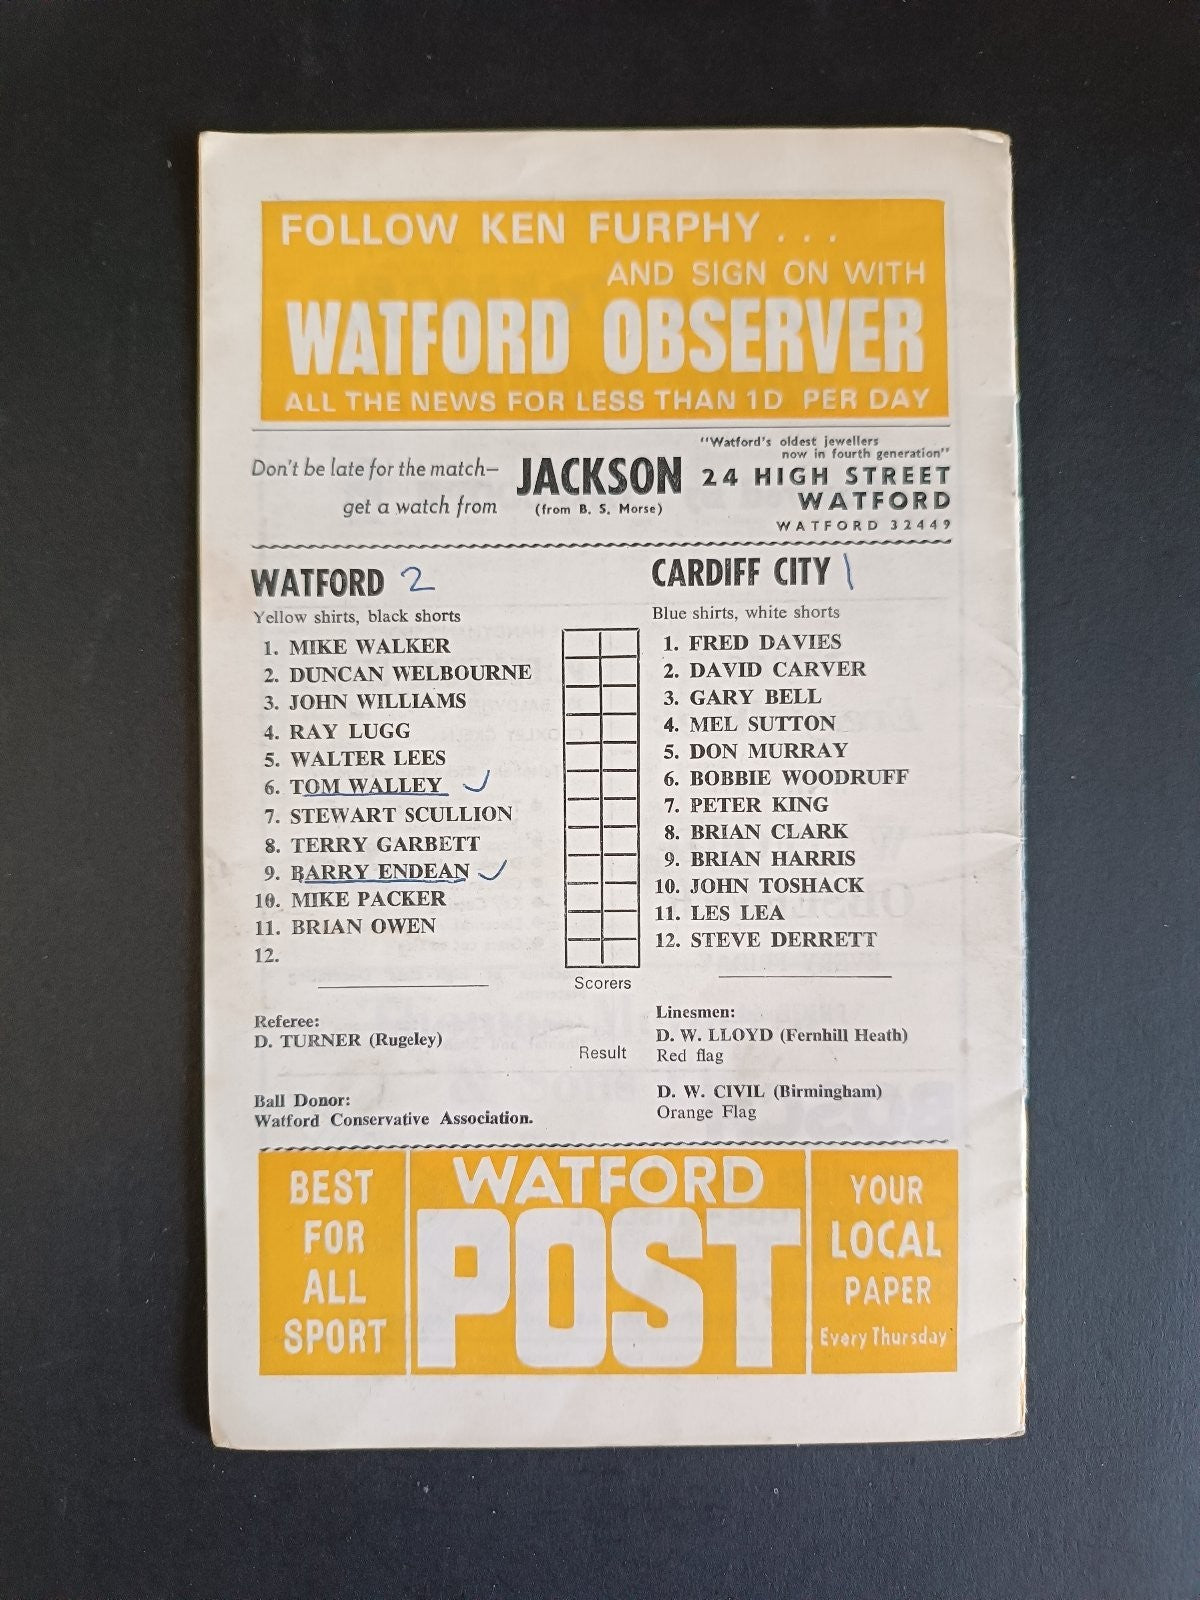 FOLLOW KEN FURPHY . . .
AND SIGN ON WITH
WATFORD OBSERVER
ALL THE NEWS FOR LESS THAN 1D PER DAY
Don't be late for the match—
get a watch from
JACKSON
(from B. S. Morse)
"Watford's oldest jewellers
now in fourth generation"
24 HIGH STREET
WATFORD
WATFORD 32449
WATFORD 2
Yellow shirts, black shorts
1. MIKE WALKER
2. DUNCAN WELBOURNE
3. JOHN WILLIAMS
4. RAY LUGG
5. WALTER LEES
6. TOM WALLEY
7. STEWART SCULLION
8. TERRY GARBETT
9. BARRY ENDEAN
10. MIKE PACKER
11. BRIAN OWEN
12.
CARDIFF CITY 1
Blue shirts, white shorts
1. FRED DAVIES
2. DAVID CARVER
3. GARY BELL
4. MEL SUTTON
5. DON MURRAY
6. BOBBIE WOODRUFF
7. PETER KING
8. BRIAN CLARK
9. BRIAN HARRIS
10. JOHN TOSHACK
11. LES LEA
12. STEVE DERRETT
Scorers
Referee:
D. TURNER (Rugeley)
Result
Linesmen:
D. W. LLOYD (Fernhill Heath)
Red flag
Ball Donor:
Watford Conservative Association.
D. W. CIVIL (Birmingham)
Orange Flag
BEST
FOR
ALL
SPORT
WATFORD
POST
YOUR
LOCAL
PAPER
Every Thursday